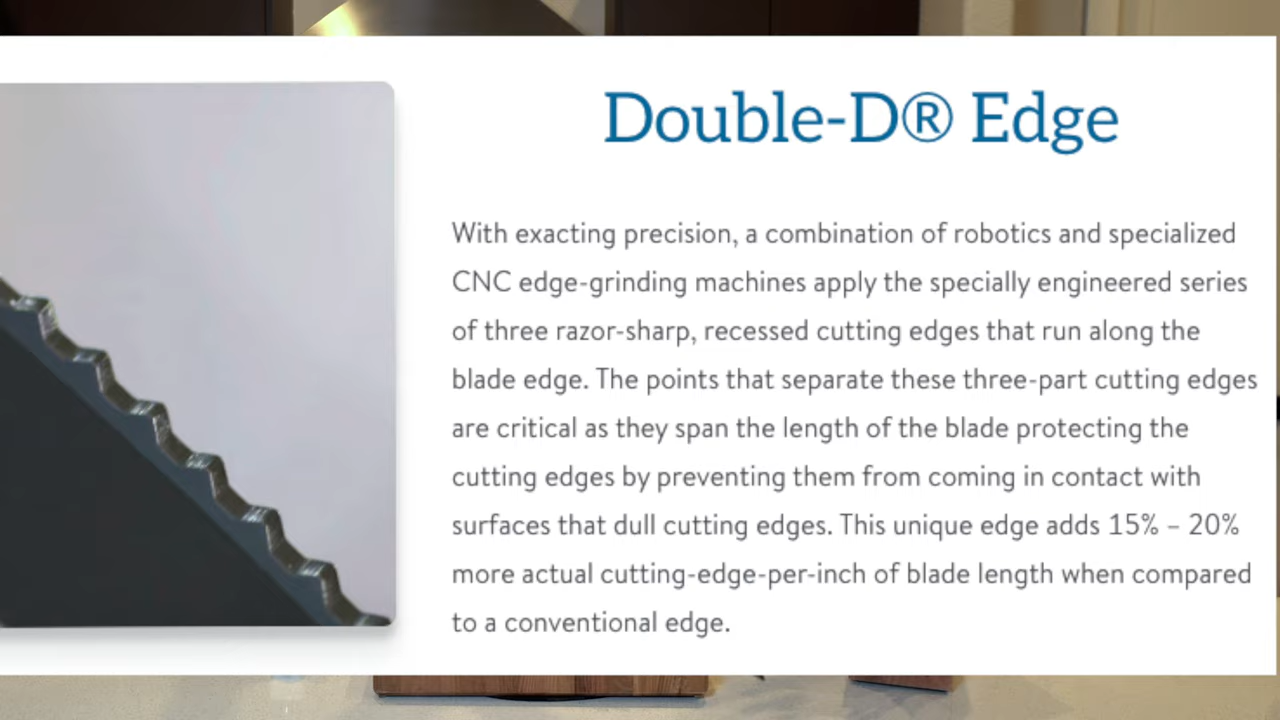 Double-D® Edge
With exacting precision, a combination of robotics and specialized
CNC edge-grinding machines apply the specially engineered series
of three razor-sharp, recessed cutting edges that run along the
blade edge. The points that separate these three-part cutting edges
are critical as they span the length of the blade protecting the
cutting edges by preventing them from coming in contact with
surfaces that dull cutting edges. This unique edge adds 15% – 20%
more actual cutting-edge-per-inch of blade length when compared
to a conventional edge.